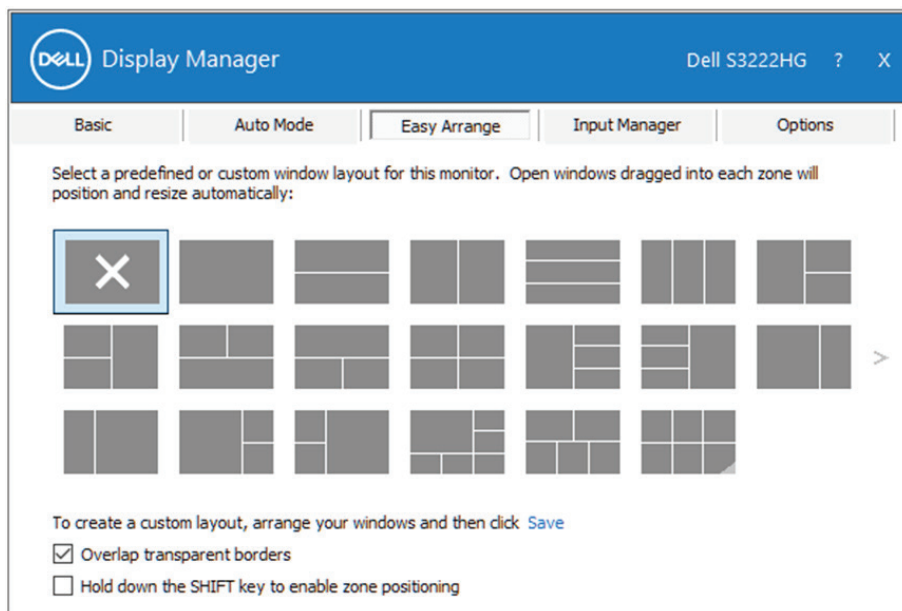 DELL Display Manager Dell S3222HG ? X
Basic Auto Mode Easy Arrange Input Manager Options
Select a predefined or custom window layout for this monitor. Open windows dragged into each zone will
position and resize automatically:
>
To create a custom layout, arrange your windows and then click Save
Overlap transparent borders
Hold down the SHIFT key to enable zone positioning